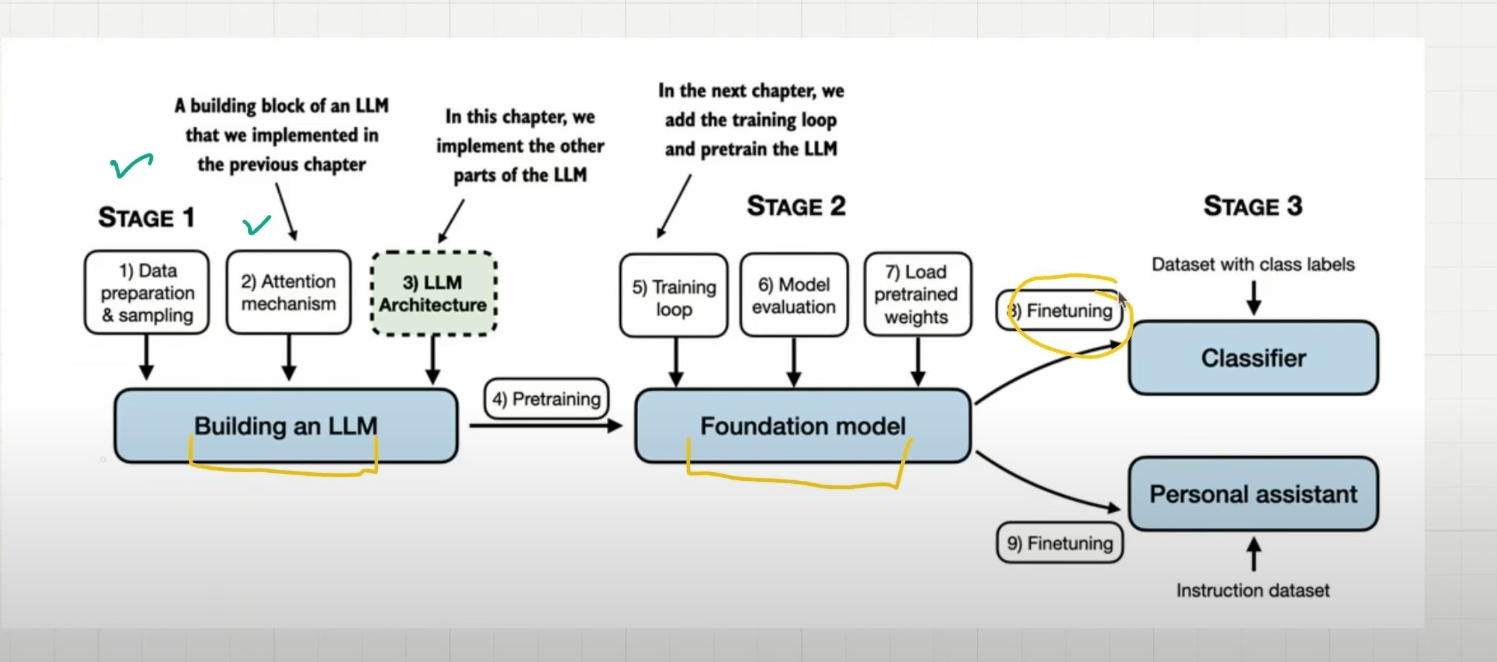 A building block of an LLM
that we implemented in
the previous chapter
In this chapter, we
implement the other
parts of the LLM
In the next chapter, we
add the training loop
and pretrain the LLM
STAGE 1
STAGE 2
STAGE 3
1) Data
preparation
& sampling
2) Attention
mechanism
3) LLM
Architecture
5) Training
loop
6) Model
evaluation
7) Load
pretrained
weights
8) Finetuning
Dataset with class labels
Classifier
Building an LLM
4) Pretraining
Foundation model
Personal assistant
9) Finetuning
Instruction dataset